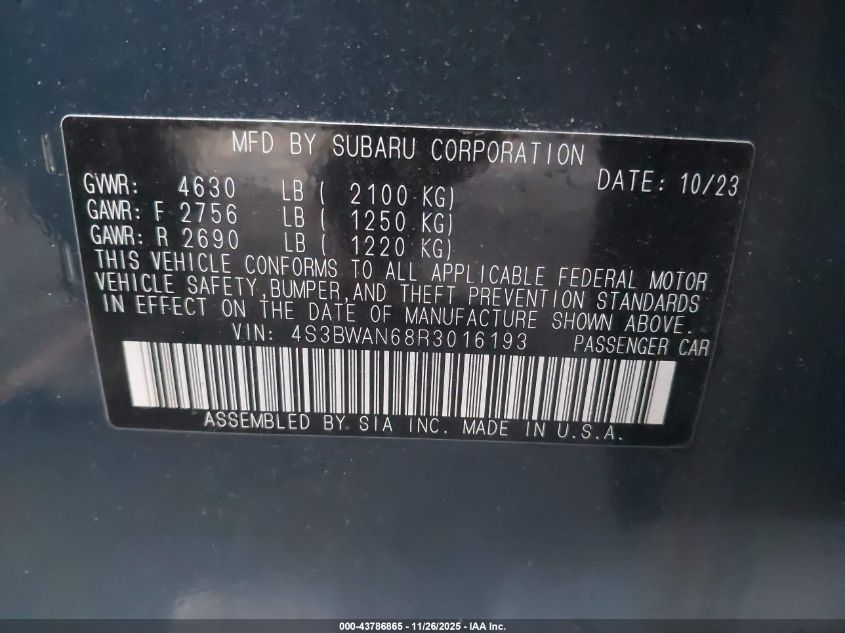 MFD BY SUBARU CORPORATION
DATE: 10/23
GVWR: 4630 LB ( 2100 KG)
GAWR: F 2756 LB ( 1250 KG)
GAWR: R 2690 LB ( 1220 KG)
THIS VEHICLE CONFORMS TO ALL APPLICABLE FEDERAL MOTOR
VEHICLE SAFETY,BUMPER,AND THEFT PREVENTION STANDARDS
IN EFFECT ON THE DATE OF MANUFACTURE SHOWN ABOVE.
VIN: 4S3BWAN68R3016193 PASSENGER CAR
ASSEMBLED BY SIA INC. MADE IN U.S.A.
000-43786865 - 11/26/2025 - IAA Inc.